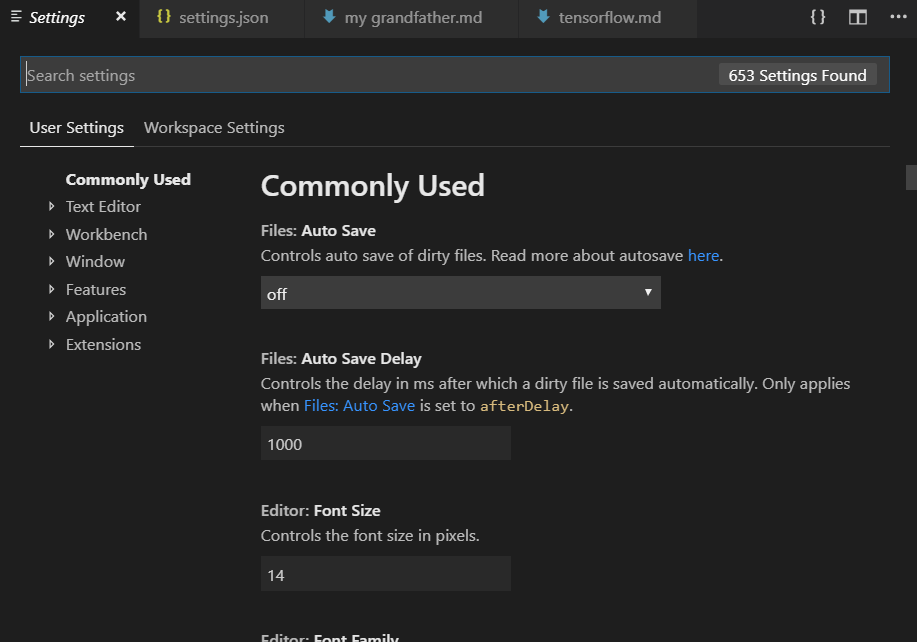 Settings
{} settings.json
my grandfather.md
tensorflow.md
{}
Search settings
653 Settings Found
User Settings
Workspace Settings
Commonly Used
Text Editor
Workbench
Window
Features
Application
Extensions
Commonly Used
Files: Auto Save
Controls auto save of dirty files. Read more about autosave here.
off
Files: Auto Save Delay
Controls the delay in ms after which a dirty file is saved automatically. Only applies
when Files: Auto Save is set to afterDelay.
1000
Editor: Font Size
Controls the font size in pixels.
14
Editor: Font Family